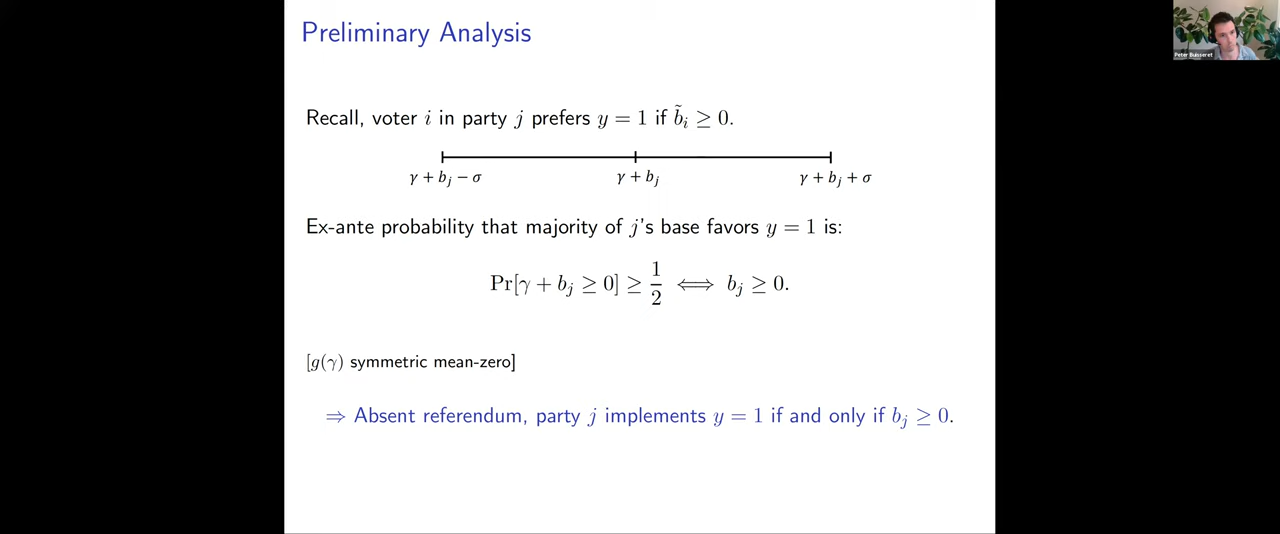 Preliminary Analysis
Peter Buisseret
Recall, voter i in party j prefers y = 1 if b̃ᵢ ≥ 0.
γ + bⱼ − σ γ + bⱼ γ + bⱼ + σ
Ex-ante probability that majority of j's base favors y = 1 is:
Pr[γ + bⱼ ≥ 0] ≥ 1/2 ⟺ bⱼ ≥ 0.
[g(γ) symmetric mean-zero]
⇒ Absent referendum, party j implements y = 1 if and only if bⱼ ≥ 0.